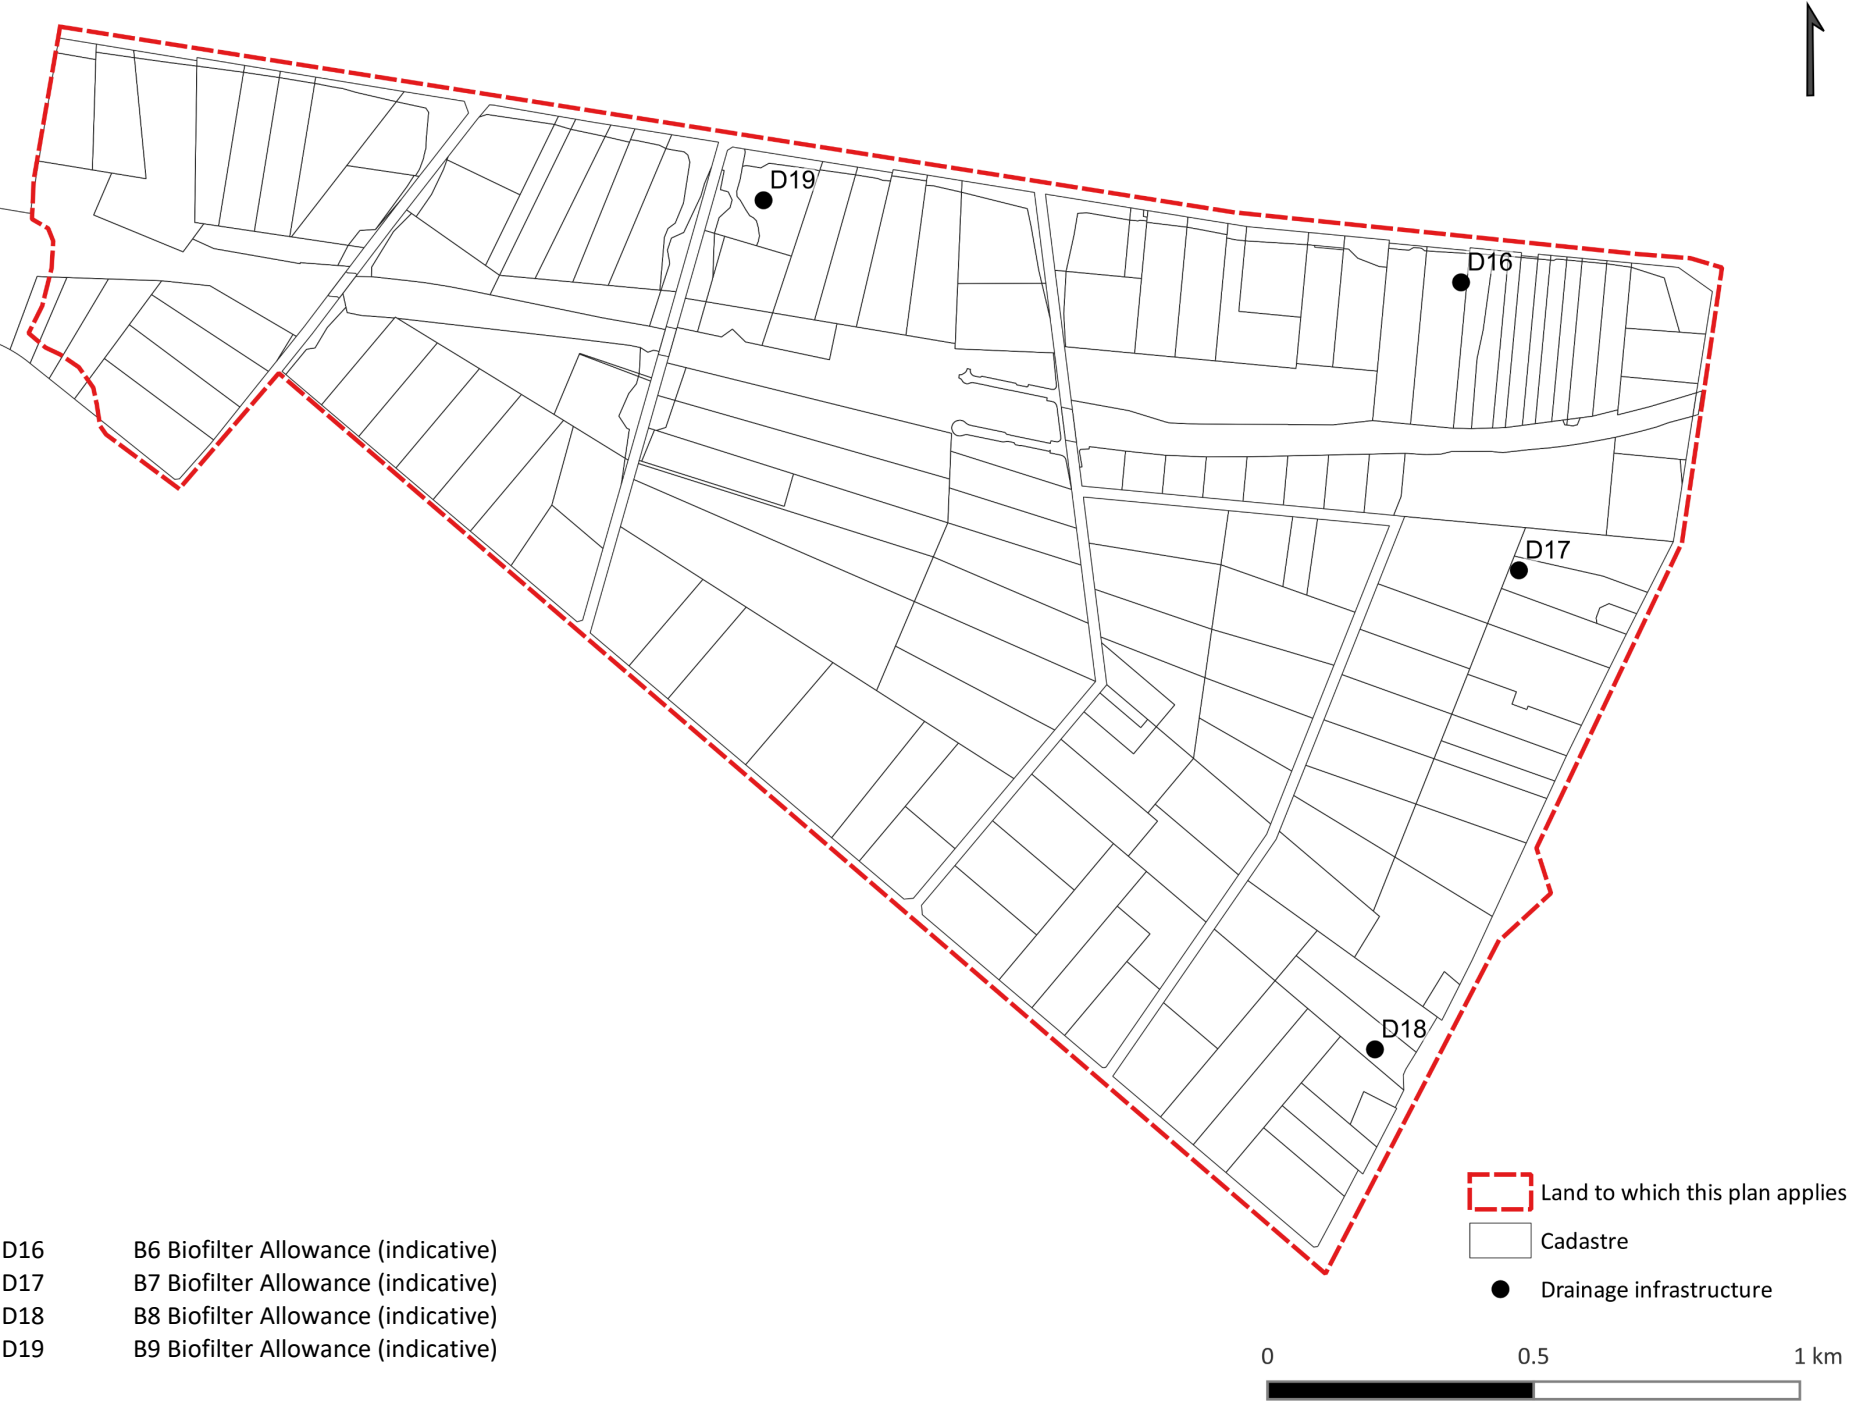 D19
D16
D17
D18
Land to which this plan applies
Cadastre
Drainage infrastructure
D16 B6 Biofilter Allowance (indicative)
D17 B7 Biofilter Allowance (indicative)
D18 B8 Biofilter Allowance (indicative)
D19 B9 Biofilter Allowance (indicative)
0 0.5 1 km